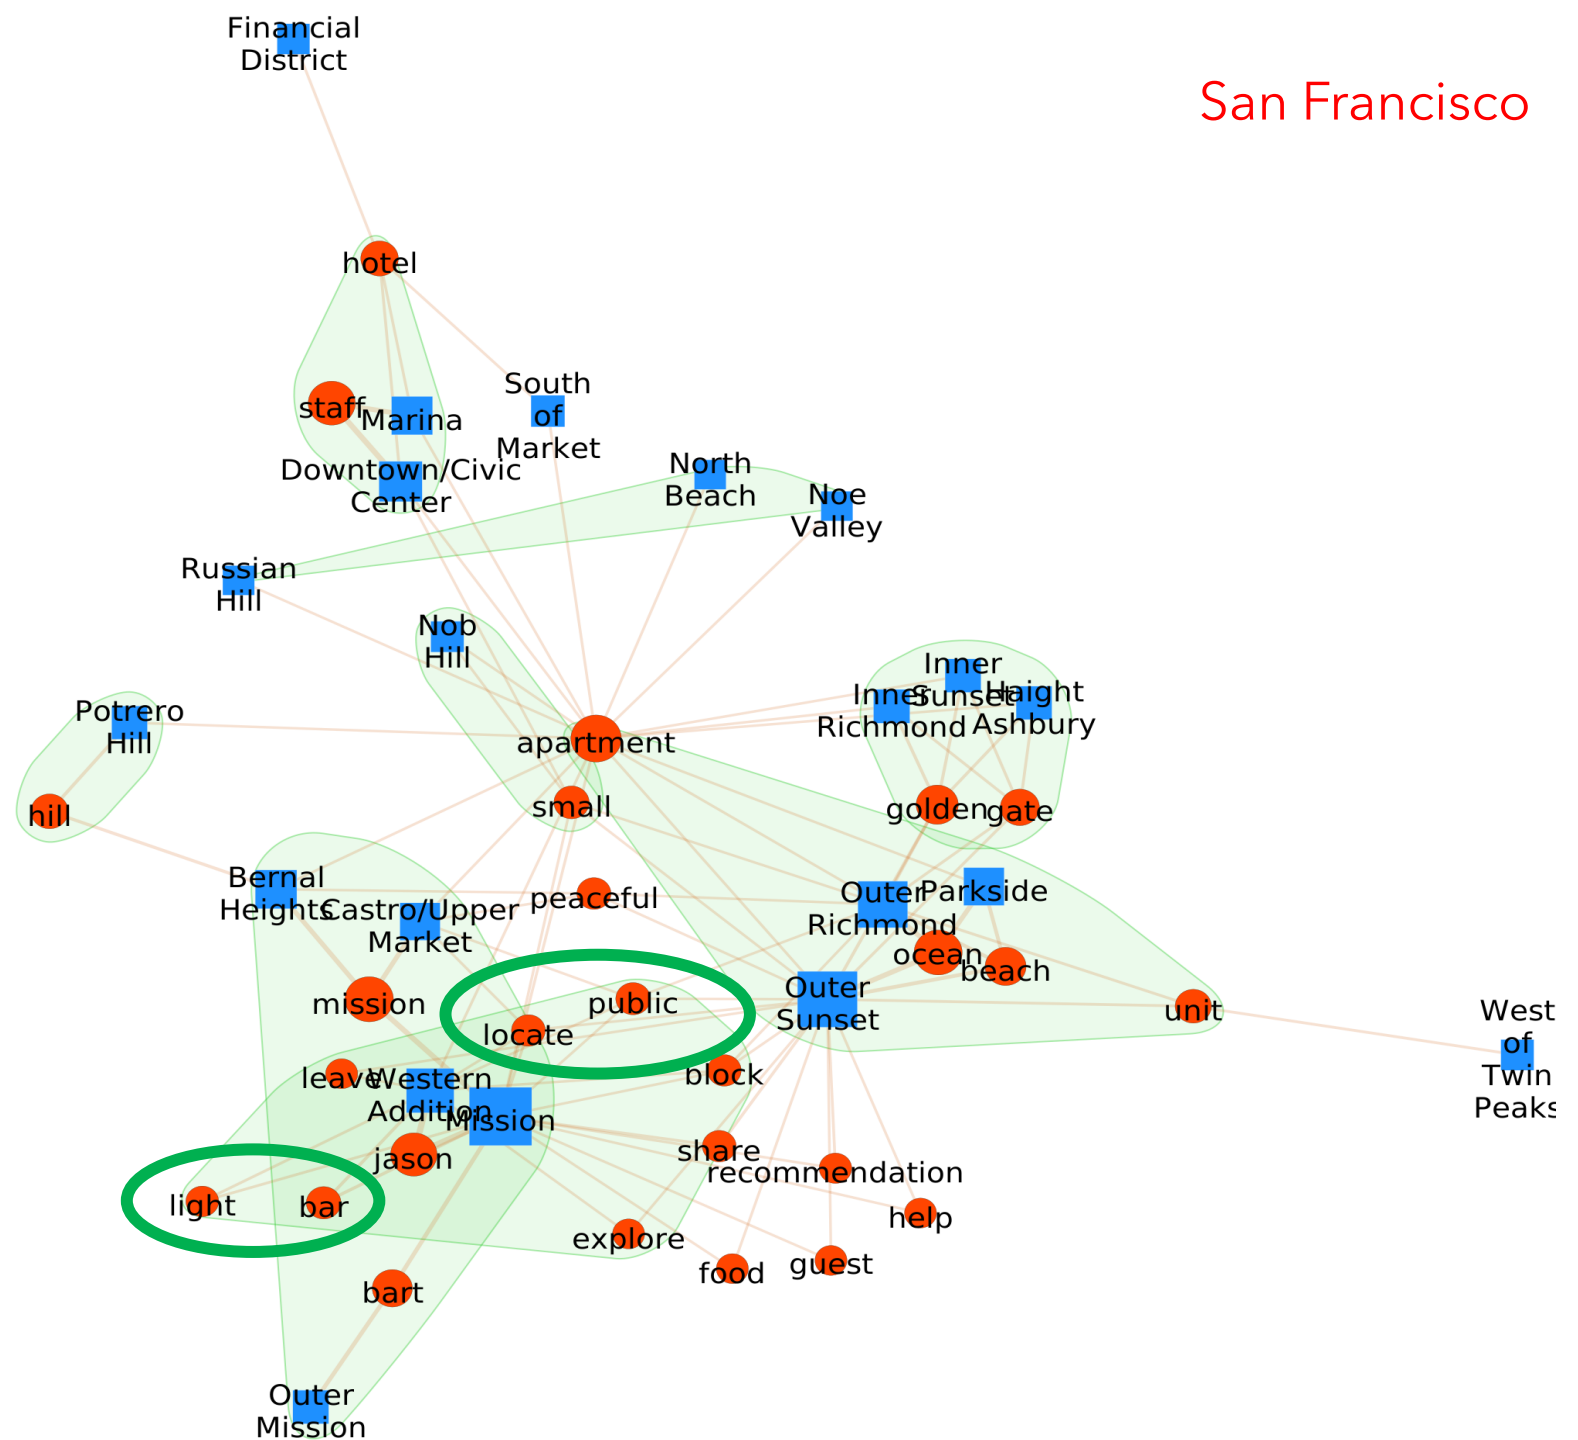 Financial
District
San Francisco
hotel
South
of
Market
staff
Marina
Downtown/Civic
Center
North
Beach
Noe
Valley
Russian
Hill
Nob
Hill
Inner
Sunset
Inner
Richmond
Haight
Ashbury
Potrero
Hill
apartment
small
golden
gate
hill
Bernal
Heights
Castro/Upper
Market
peaceful
Outer
Richmond
Parkside
ocean
beach
mission
public
locate
Outer
Sunset
unit
West
of
Twin
Peaks
leave
Western
Addition
Mission
block
jason
share
recommendation
light
bar
help
explore
food
guest
bart
Outer
Mission